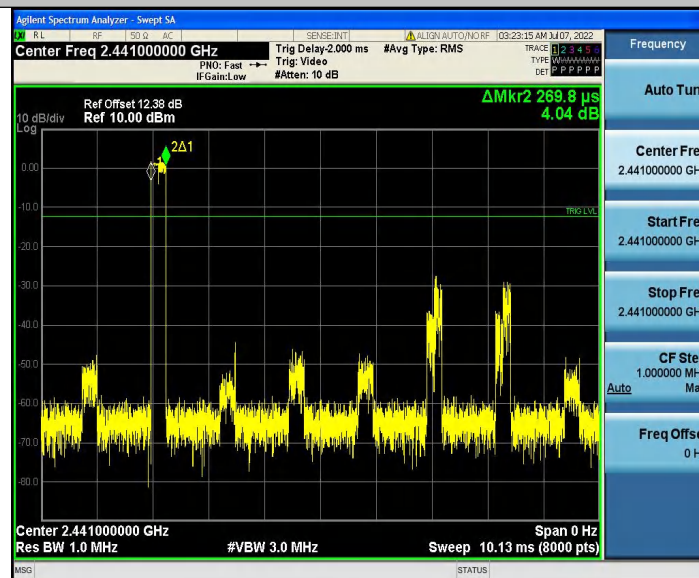 Agilent Spectrum Analyzer - Swept SA
LXI RL RF 50 Ω AC SENSE:INT ALIGN AUTO/NO RF 03:23:15 AM Jul 07, 2022
Center Freq 2.441000000 GHz
PNO: Fast
IFGain:Low
Trig Delay-2.000 ms
Trig: Video
#Atten: 10 dB
#Avg Type: RMS
TRACE 1 2 3 4 5 6
TYPE
DET P P P P P P
ΔMkr2 269.8 µs
4.04 dB
Ref Offset 12.38 dB
10 dB/div Ref 10.00 dBm
Log
2Δ1
0.00
-10.0
TRIG LVL
-20.0
-30.0
-40.0
-50.0
-60.0
-70.0
-80.0
Center 2.441000000 GHz Span 0 Hz
Res BW 1.0 MHz #VBW 3.0 MHz Sweep 10.13 ms (8000 pts)
MSG STATUS
Frequency
Auto Tun
Center Fre
2.441000000 GH
Start Fre
2.441000000 GH
Stop Fre
2.441000000 GH
CF Ste
1.000000 MH
Auto Ma
Freq Offse
0 H